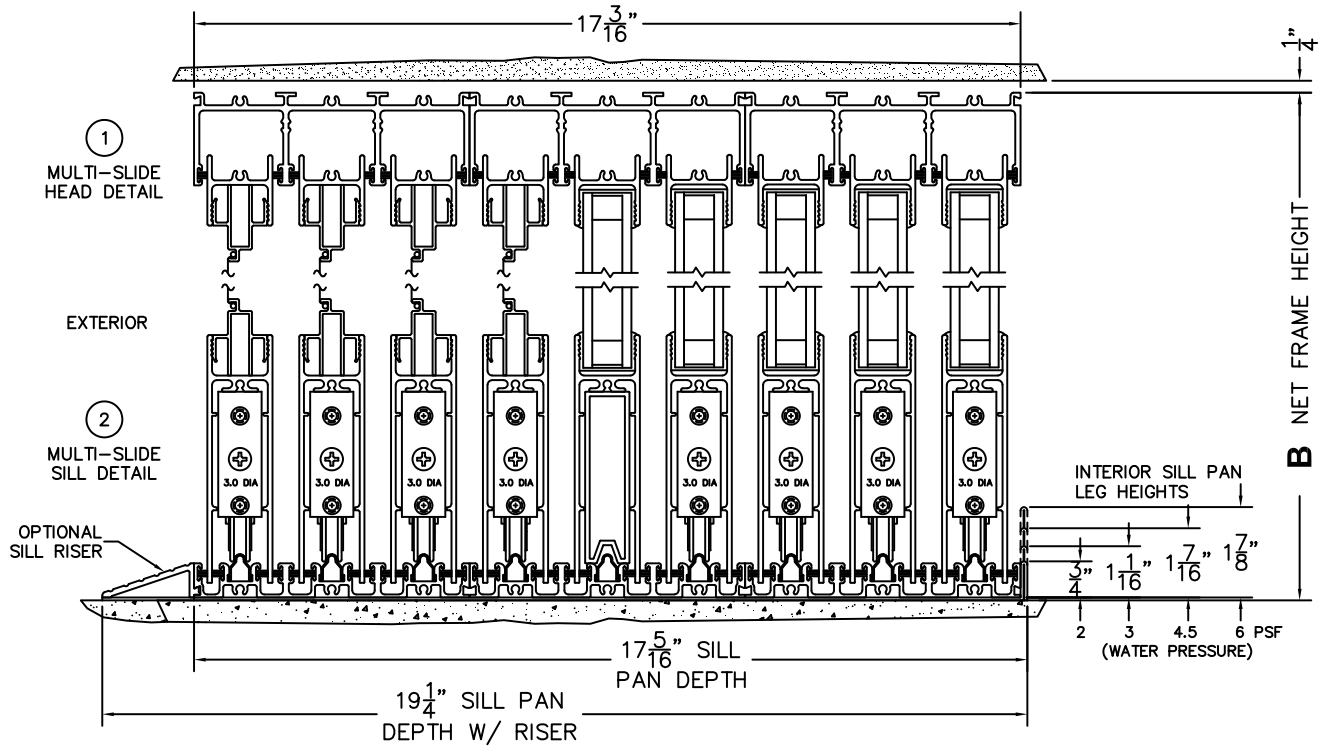 17 3/16"
1/4"
1
MULTI-SLIDE
HEAD DETAIL
EXTERIOR
B NET FRAME HEIGHT
2
MULTI-SLIDE
SILL DETAIL
3.0 DIA
3.0 DIA
3.0 DIA
3.0 DIA
3.0 DIA
3.0 DIA
3.0 DIA
3.0 DIA
INTERIOR SILL PAN
LEG HEIGHTS
OPTIONAL
SILL RISER
3/4"
1 1/16"
1 7/16"
1 7/8"
2 3 4.5 6 PSF
(WATER PRESSURE)
17 5/16" SILL
PAN DEPTH
19 1/4" SILL PAN
DEPTH W/ RISER